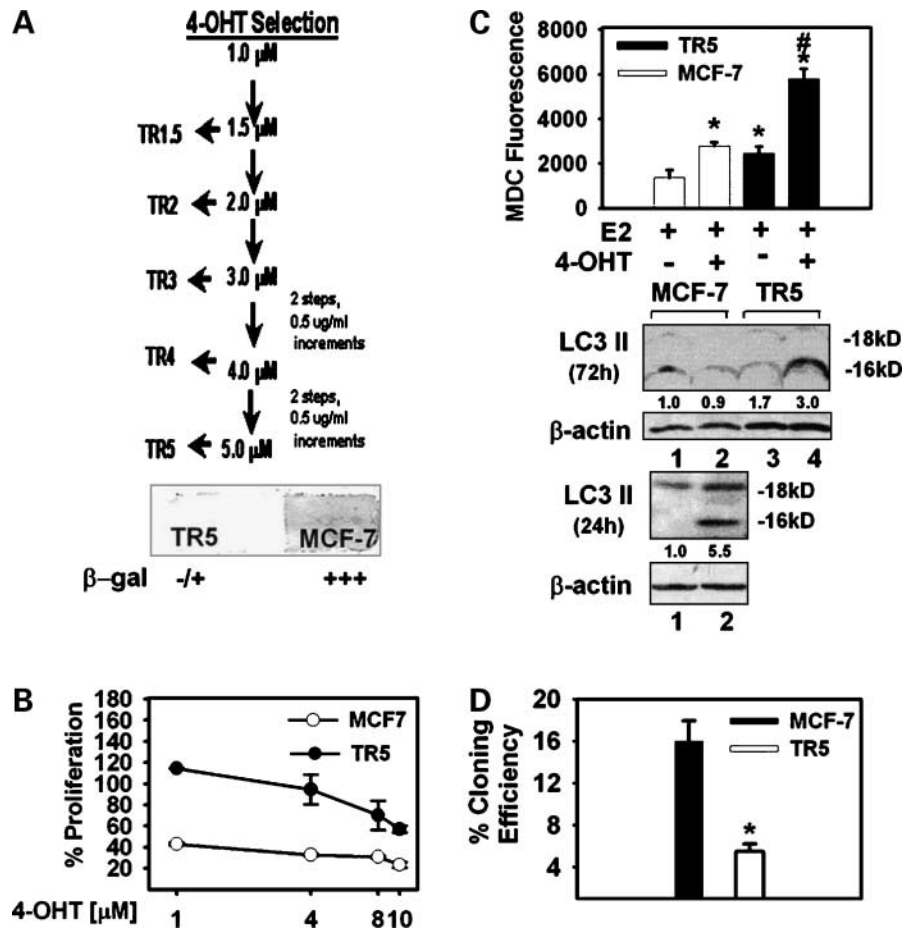 A
4-OHT Selection
1.0 µM
TR1.5
1.5 µM
TR2
2.0 µM
TR3
3.0 µM
2 steps,
0.5 ug/ml
increments
TR4
4.0 µM
2 steps,
0.5 ug/ml
increments
TR5
5.0 µM
TR5
MCF-7
β-gal -/+ +++
B
% Proliferation
180
160
140
120
100
80
60
40
20
MCF7
TR5
4-OHT [µM]
1 4 8 10
C
MDC Fluorescence
8000
6000
4000
2000
0
TR5
MCF-7
* * # *
E2 + + + +
4-OHT - + - +
MCF-7 TR5
LC3 II
(72h)
-18kD
-16kD
1.0 0.9 1.7 3.0
β-actin
1 2 3 4
LC3 II
(24h)
-18kD
-16kD
1.0 5.5
β-actin
1 2
D
% Cloning
Efficiency
20
16
12
8
4
MCF-7
TR5
*